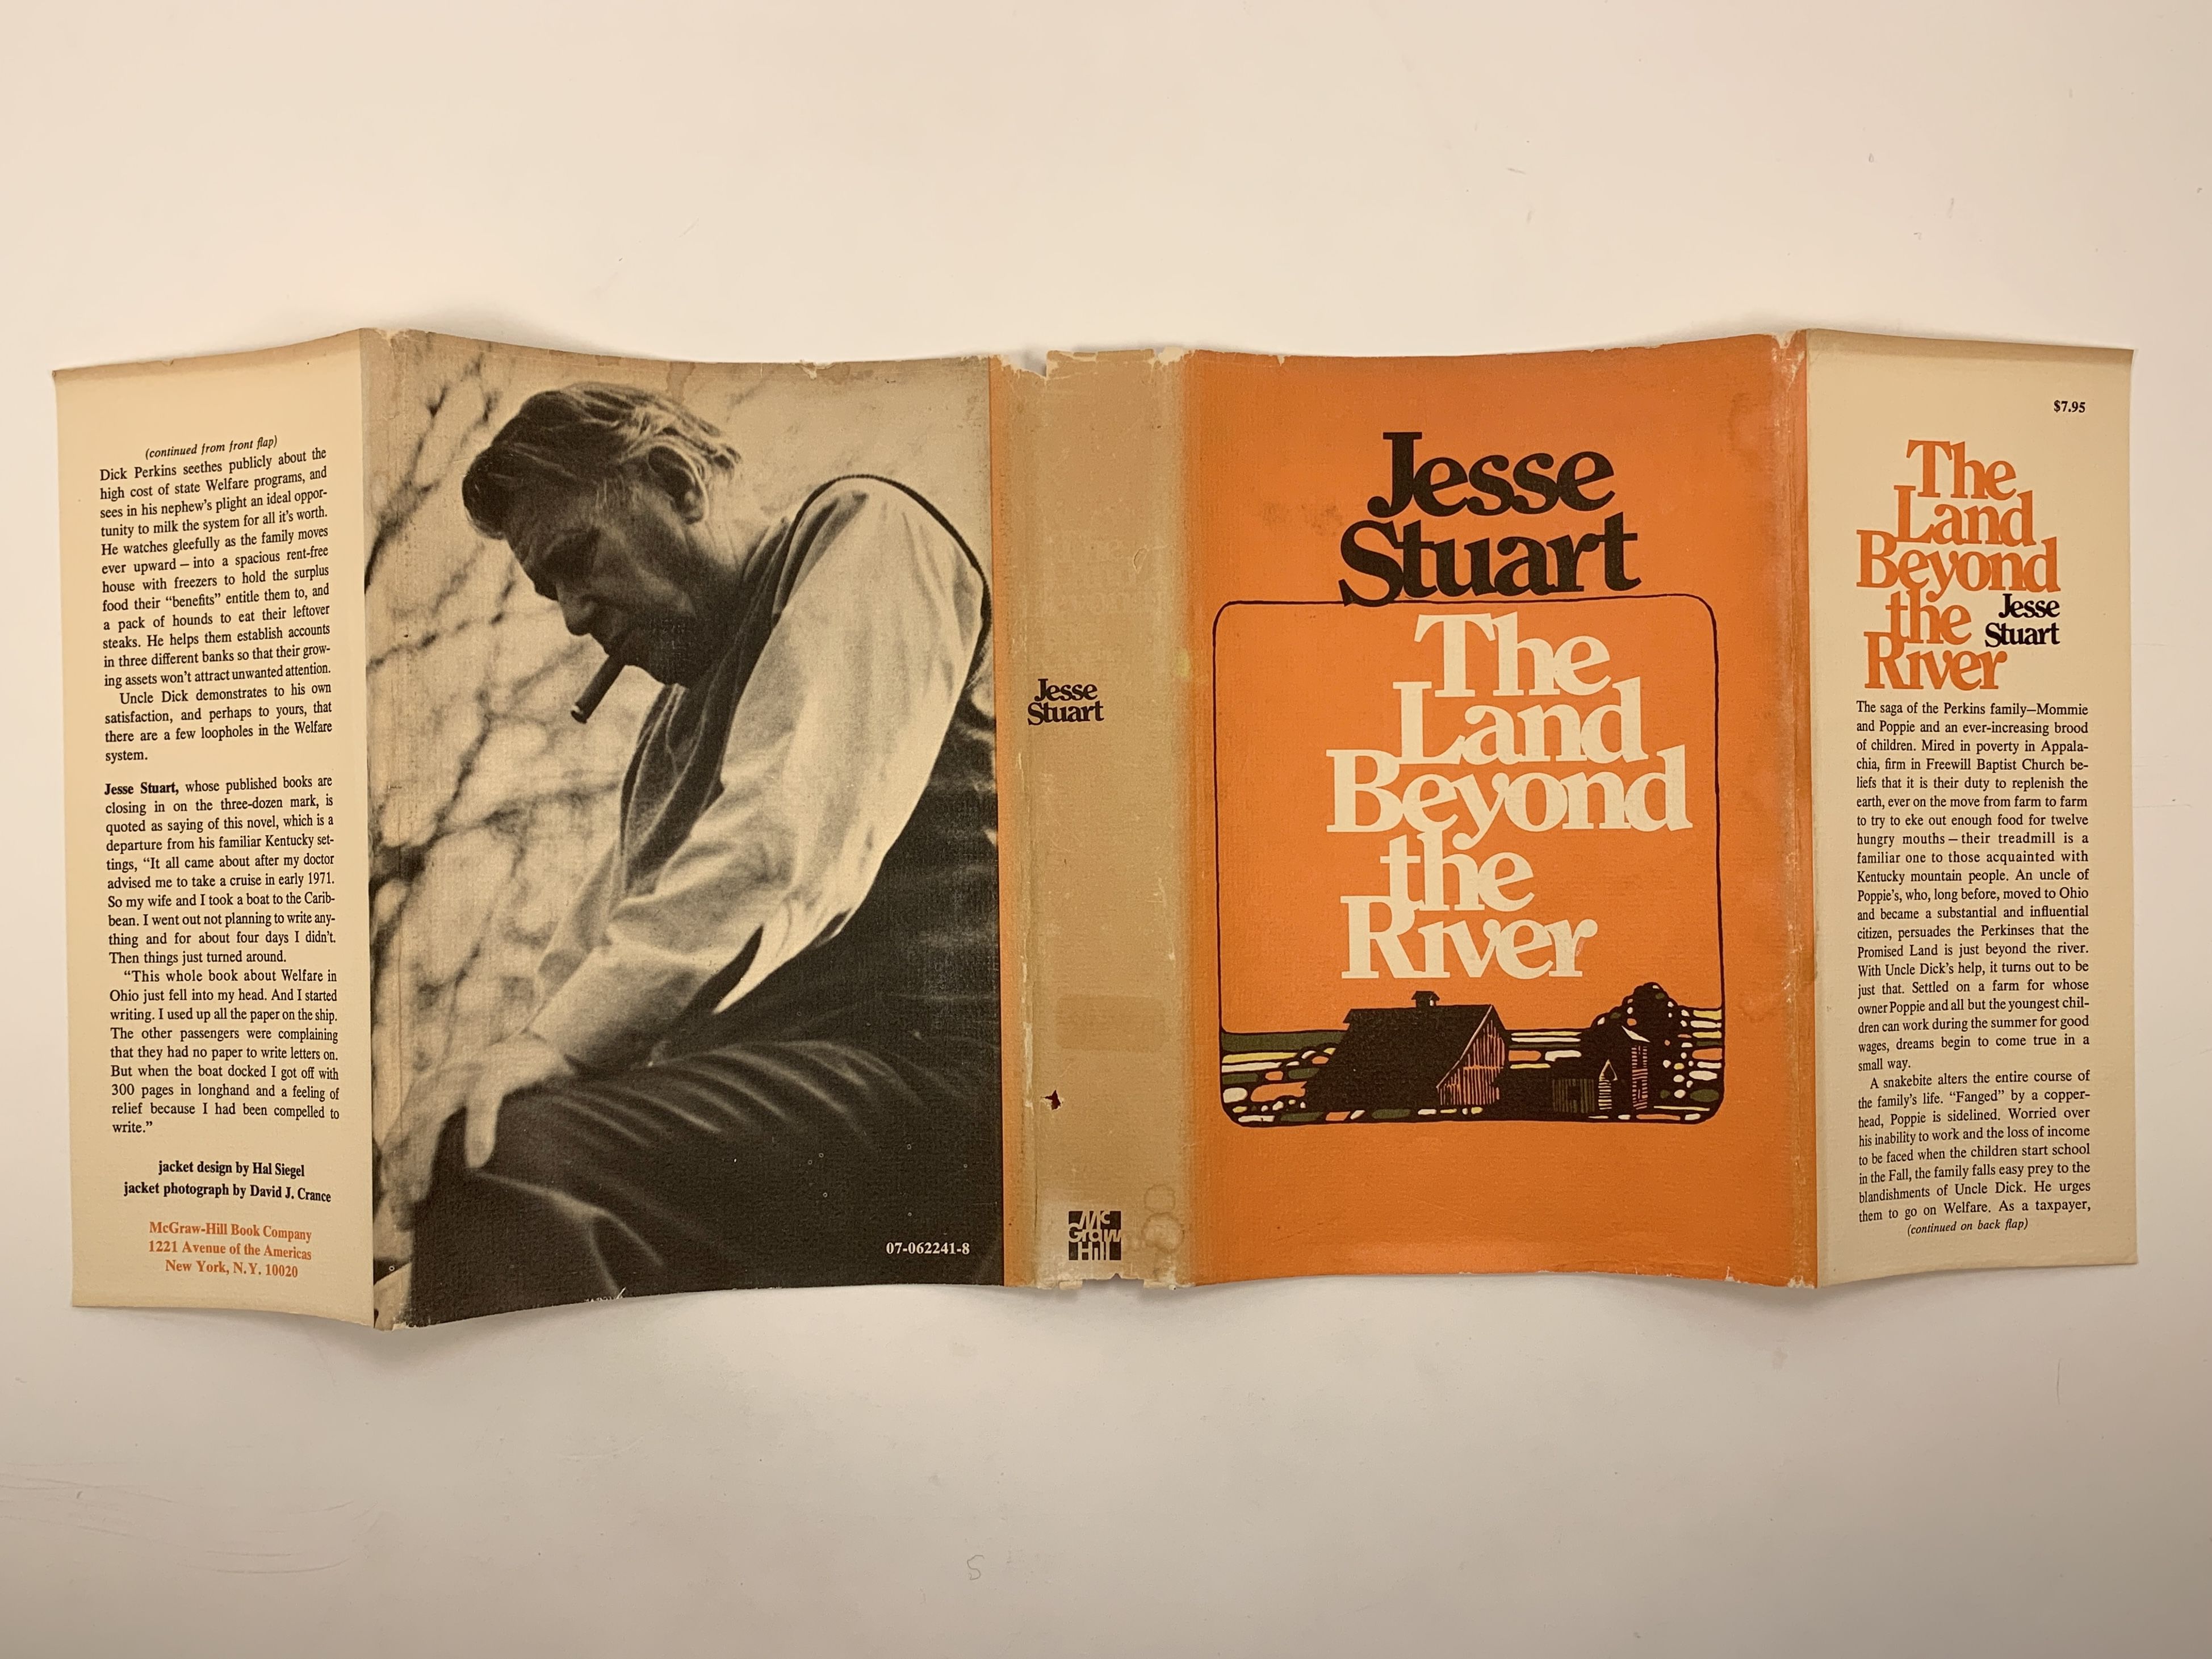 (continued from front flap)
Dick Perkins seethes publicly about the
high cost of state Welfare programs, and
sees in his nephew's plight an ideal oppor-
tunity to milk the system for all it's worth.
He watches gleefully as the family moves
ever upward – into a spacious rent-free
house with freezers to hold the surplus
food their “benefits” entitle them to, and
a pack of hounds to eat their leftover
steaks. He helps them establish accounts
in three different banks so that their grow-
ing assets won't attract unwanted attention.
Uncle Dick demonstrates to his own
satisfaction, and perhaps to yours, that
there are a few loopholes in the Welfare
system.
Jesse Stuart, whose published books are
closing in on the three-dozen mark, is
quoted as saying of this novel, which is a
departure from his familiar Kentucky set-
tings, “It all came about after my doctor
advised me to take a cruise in early 1971.
So my wife and I took a boat to the Carib-
bean. I went out not planning to write any-
thing and for about four days I didn't.
Then things just turned around.
“This whole book about Welfare in
Ohio just fell into my head. And I started
writing. I used up all the paper on the ship.
The other passengers were complaining
that they had no paper to write letters on.
But when the boat docked I got off with
300 pages in longhand and a feeling of
relief because I had been compelled to
write.”
jacket design by Hal Siegel
jacket photograph by David J. Crance
McGraw-Hill Book Company
1221 Avenue of the Americas
New York, N.Y. 10020
07-062241-8
Jesse
Stuart
Mc
Graw
Hill
Jesse
Stuart
The
Land
Beyond
the
River
$7.95
The
Land
Beyond
the
River
Jesse
Stuart
The saga of the Perkins family—Mommie
and Poppie and an ever-increasing brood
of children. Mired in poverty in Appala-
chia, firm in Freewill Baptist Church be-
liefs that it is their duty to replenish the
earth, ever on the move from farm to farm
to try to eke out enough food for twelve
hungry mouths – their treadmill is a
familiar one to those acquainted with
Kentucky mountain people. An uncle of
Poppie's, who, long before, moved to Ohio
and became a substantial and influential
citizen, persuades the Perkinses that the
Promised Land is just beyond the river.
With Uncle Dick's help, it turns out to be
just that. Settled on a farm for whose
owner Poppie and all but the youngest chil-
dren can work during the summer for good
wages, dreams begin to come true in a
small way.
A snakebite alters the entire course of
the family's life. “Fanged” by a copper-
head, Poppie is sidelined. Worried over
his inability to work and the loss of income
to be faced when the children start school
in the Fall, the family falls easy prey to the
blandishments of Uncle Dick. He urges
them to go on Welfare. As a taxpayer,
(continued on back flap)